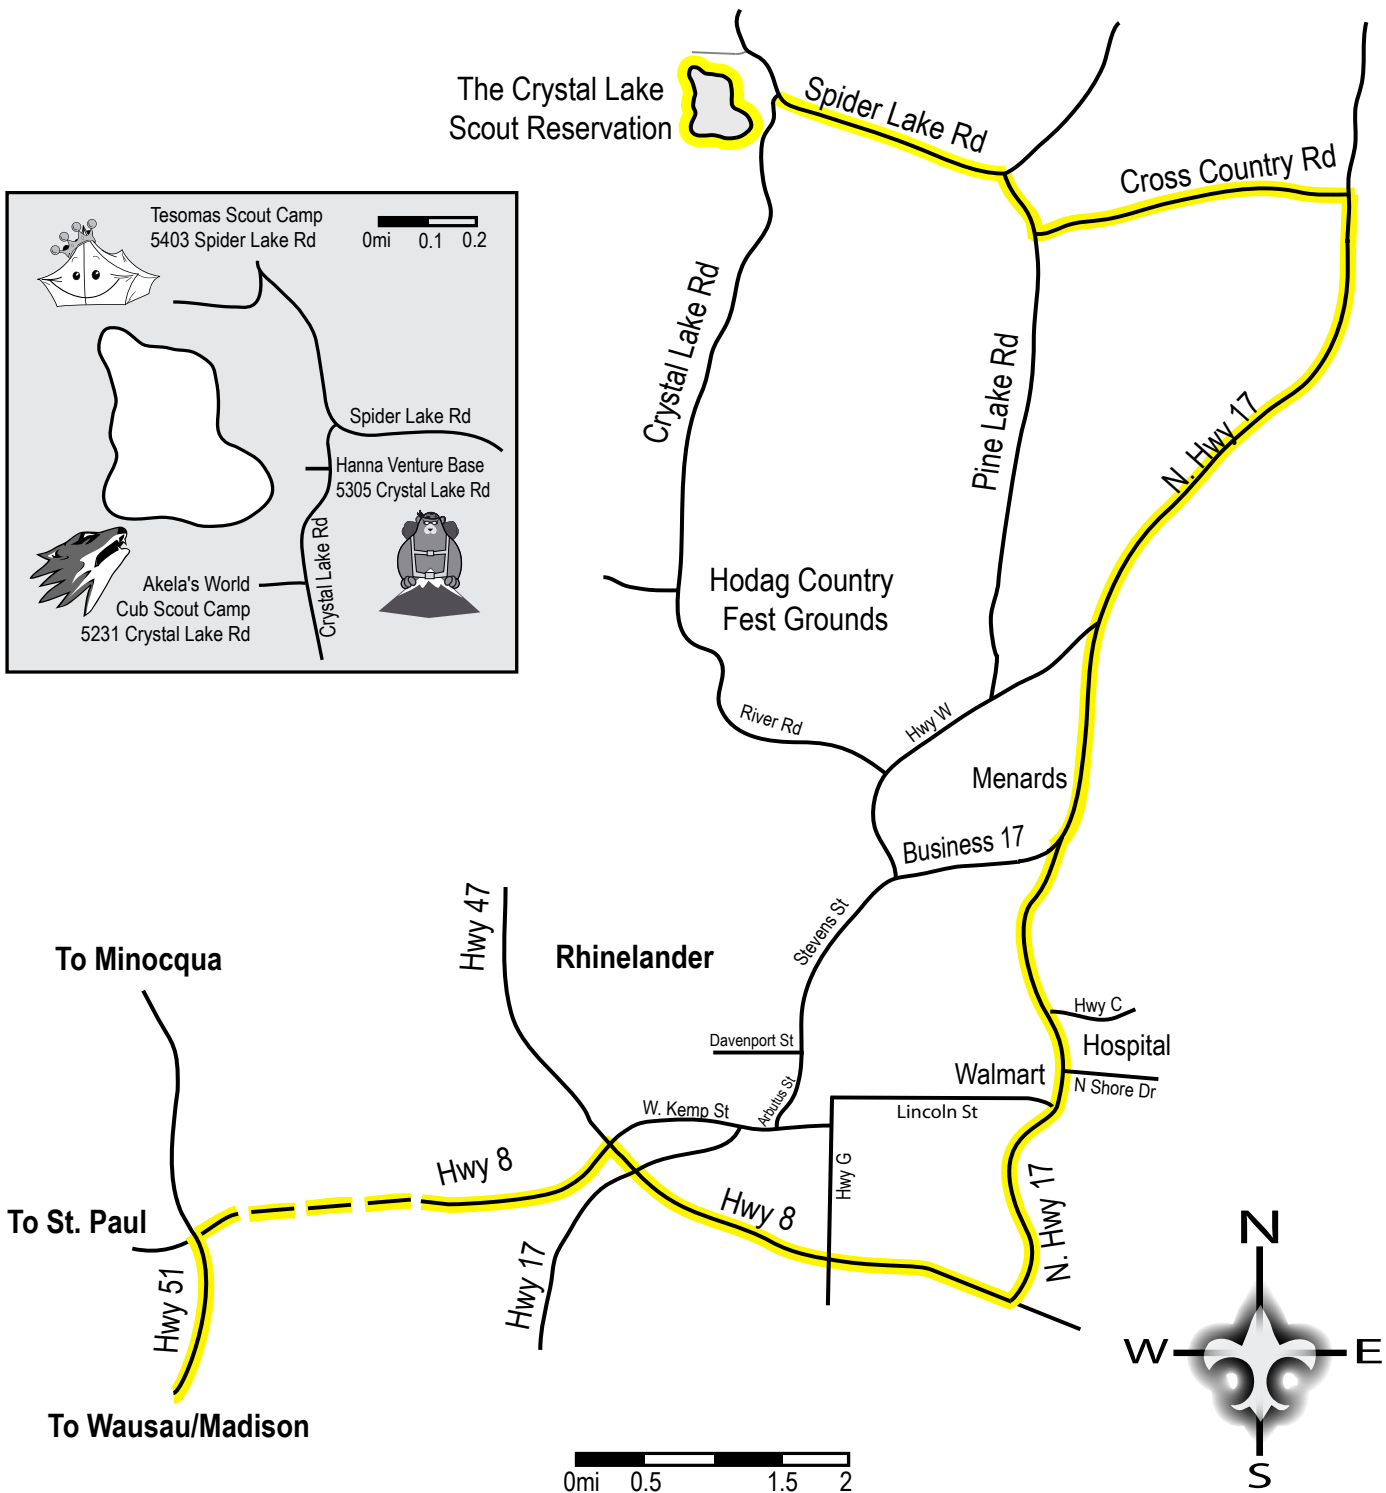 The Crystal Lake
Scout Reservation
Spider Lake Rd
Cross Country Rd
Tesomas Scout Camp
5403 Spider Lake Rd
0mi 0.1 0.2
Spider Lake Rd
Hanna Venture Base
5305 Crystal Lake Rd
Crystal Lake Rd
Akela's World
Cub Scout Camp
5231 Crystal Lake Rd
Crystal Lake Rd
Pine Lake Rd
N. Hwy 17
Hodag Country
Fest Grounds
River Rd
Hwy W
Menards
Business 17
Hwy 47
Rhinelander
Stevens St
To Minocqua
Hwy C
Davenport St
Hospital
Walmart
N Shore Dr
Arbutus St
W. Kemp St
Lincoln St
Hwy 8
Hwy G
Hwy 8
N. Hwy 17
To St. Paul
Hwy 17
Hwy 51
To Wausau/Madison
N
W E
S
0mi 0.5 1.5 2